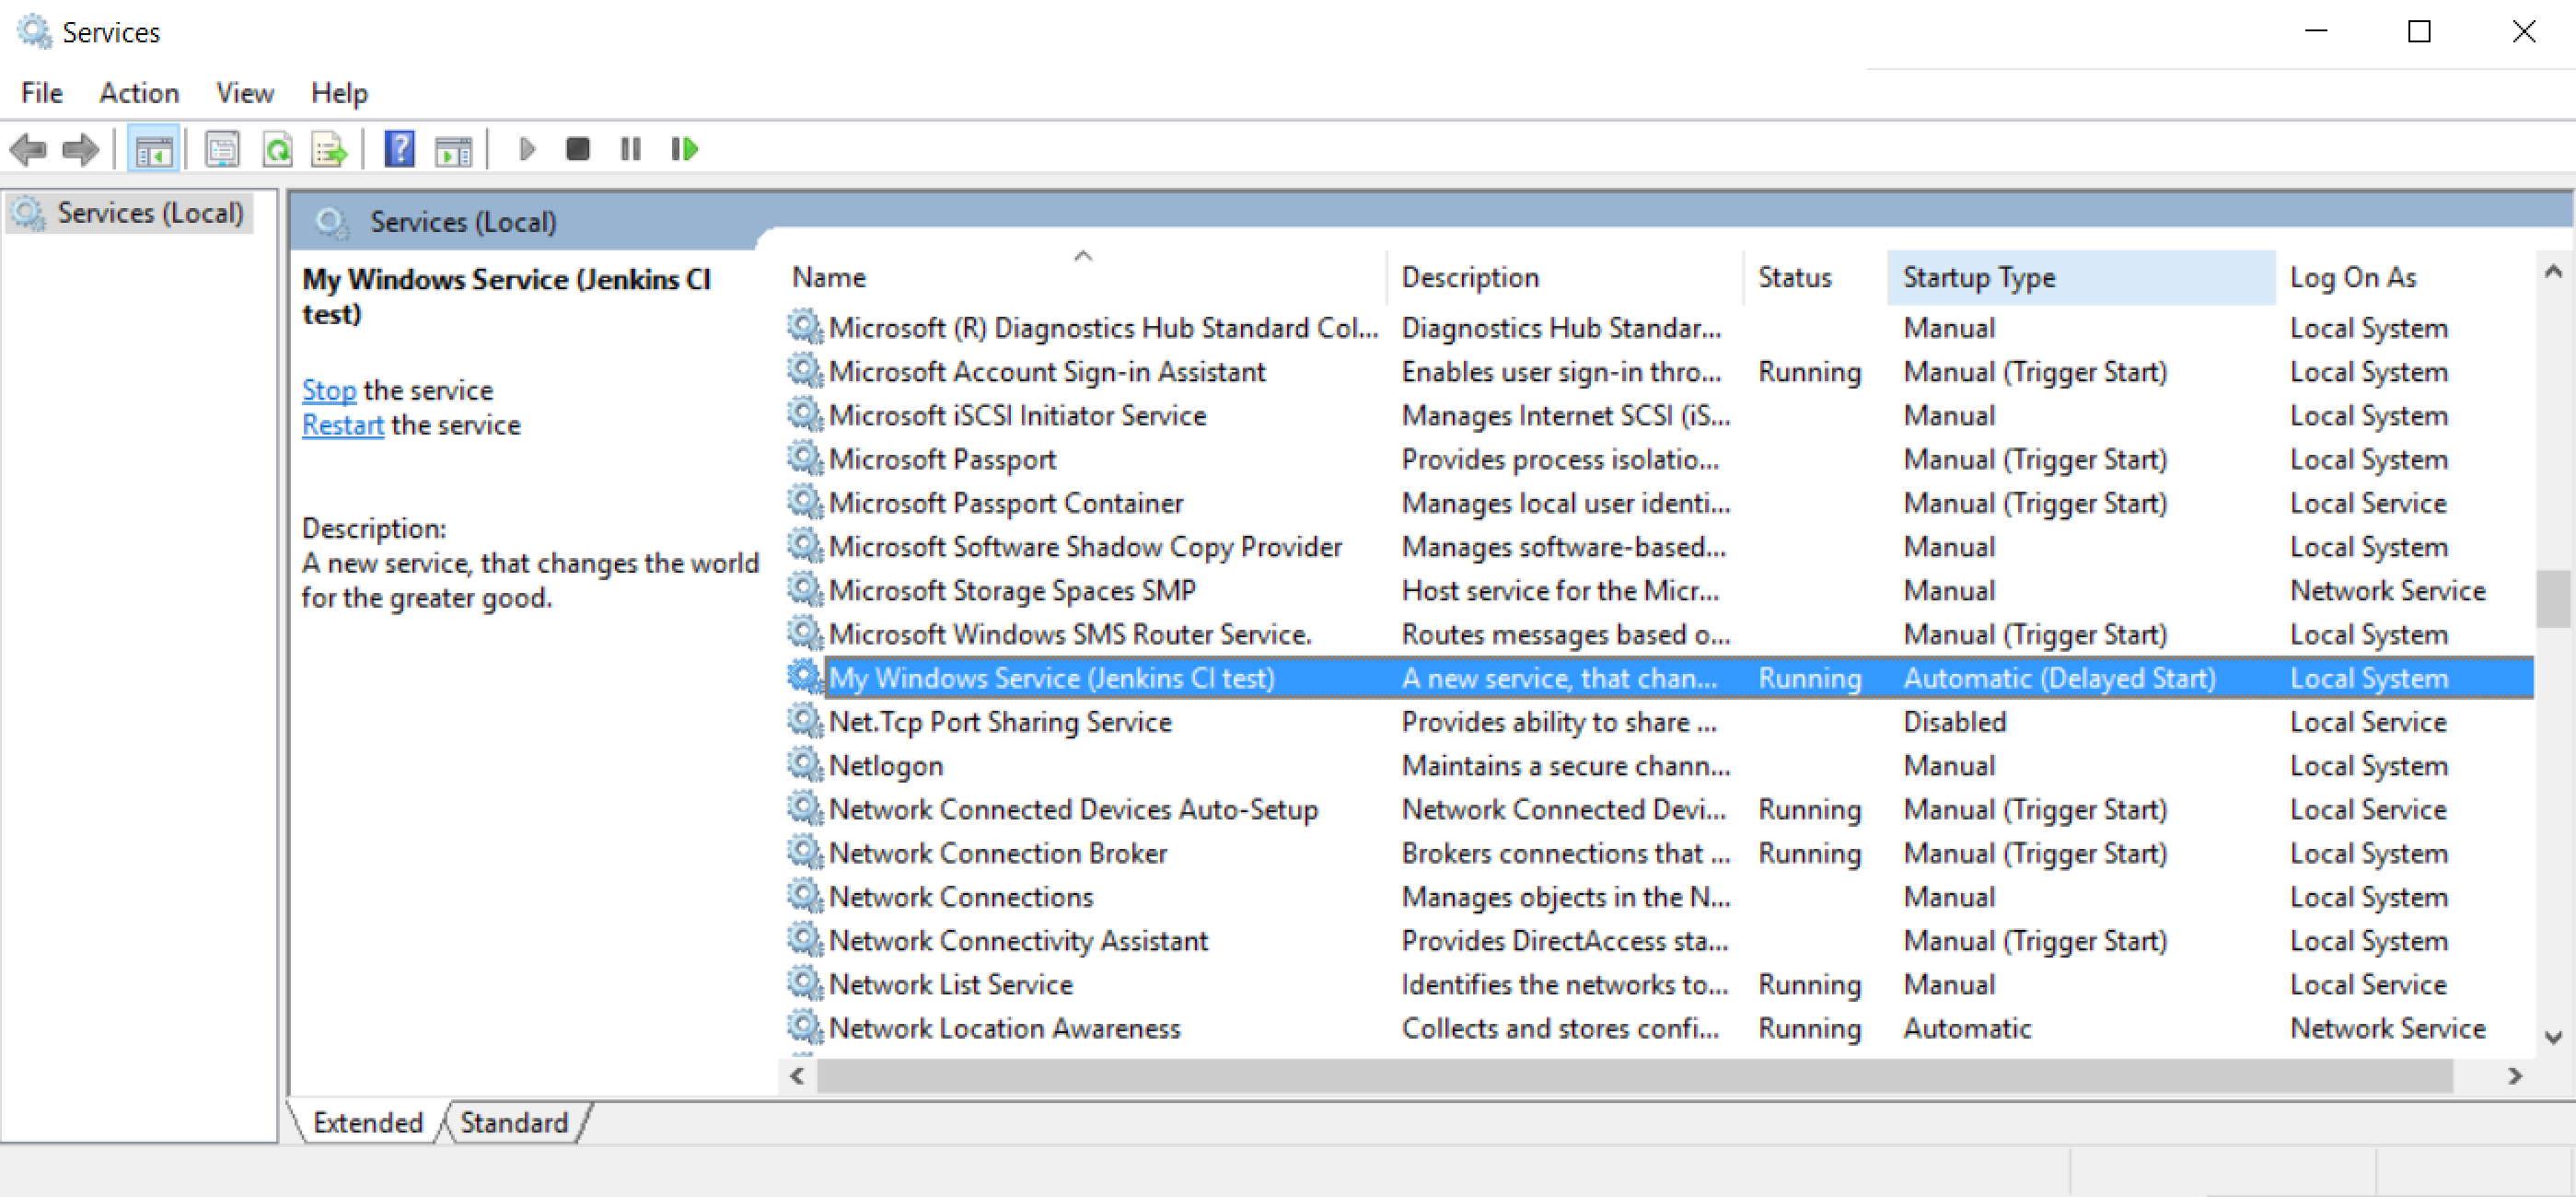 Services
File Action View Help
Services (Local)
Services (Local)
My Windows Service (Jenkins CI
test)
Stop the service
Restart the service
Description:
A new service, that changes the world
for the greater good.
Name Description Status Startup Type Log On As
Microsoft (R) Diagnostics Hub Standard Col... Diagnostics Hub Standar... Manual Local System
Microsoft Account Sign-in Assistant Enables user sign-in thro... Running Manual (Trigger Start) Local System
Microsoft iSCSI Initiator Service Manages Internet SCSI (iS... Manual Local System
Microsoft Passport Provides process isolatio... Manual (Trigger Start) Local System
Microsoft Passport Container Manages local user identi... Manual (Trigger Start) Local Service
Microsoft Software Shadow Copy Provider Manages software-based... Manual Local System
Microsoft Storage Spaces SMP Host service for the Micr... Manual Network Service
Microsoft Windows SMS Router Service. Routes messages based o... Manual (Trigger Start) Local System
My Windows Service (Jenkins CI test) A new service, that chan... Running Automatic (Delayed Start) Local System
Net.Tcp Port Sharing Service Provides ability to share ... Disabled Local Service
Netlogon Maintains a secure chann... Manual Local System
Network Connected Devices Auto-Setup Network Connected Devi... Running Manual (Trigger Start) Local Service
Network Connection Broker Brokers connections that ... Running Manual (Trigger Start) Local System
Network Connections Manages objects in the N... Manual Local System
Network Connectivity Assistant Provides DirectAccess sta... Manual (Trigger Start) Local System
Network List Service Identifies the networks to... Running Manual Local Service
Network Location Awareness Collects and stores confi... Running Automatic Network Service
Extended Standard